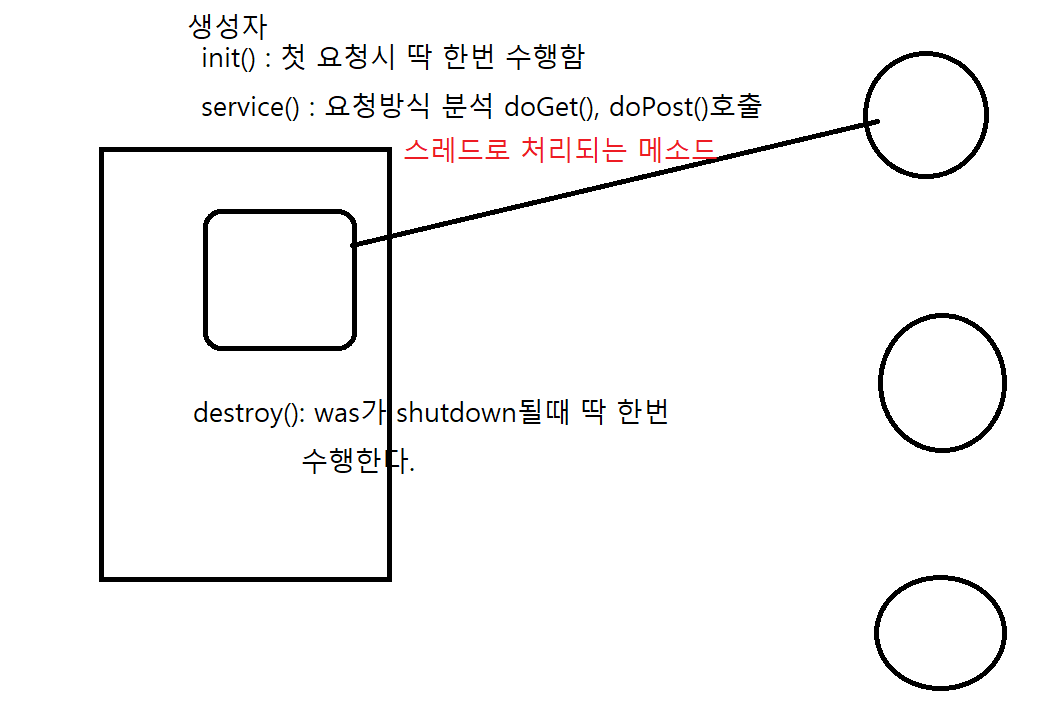 생성자
init() : 첫 요청시 딱 한번 수행함
service() : 요청방식 분석 doGet(), doPost()호출
스레드로 처리되는 메소드
destroy(): was가 shutdown될때 딱 한번
수행한다.